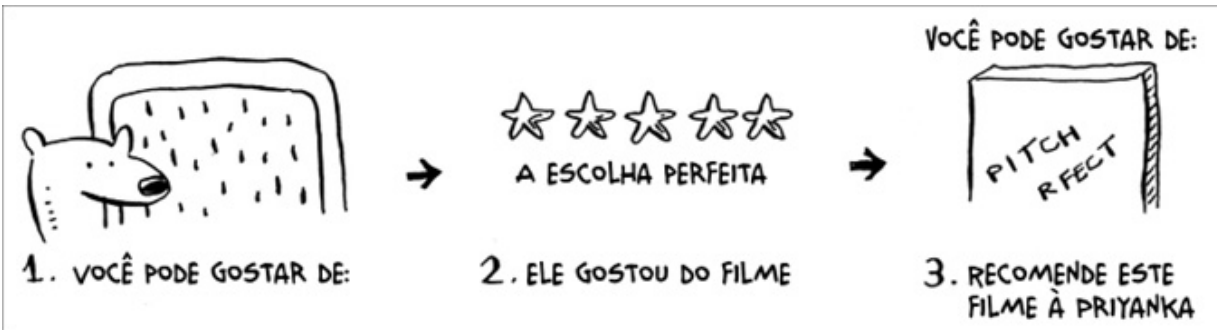 1. VOCÊ PODE GOSTAR DE:
A ESCOLHA PERFEITA
2. ELE GOSTOU DO FILME
VOCÊ PODE GOSTAR DE:
PITCH
RFECT
3. RECOMENDE ESTE
FILME À PRIYANKA